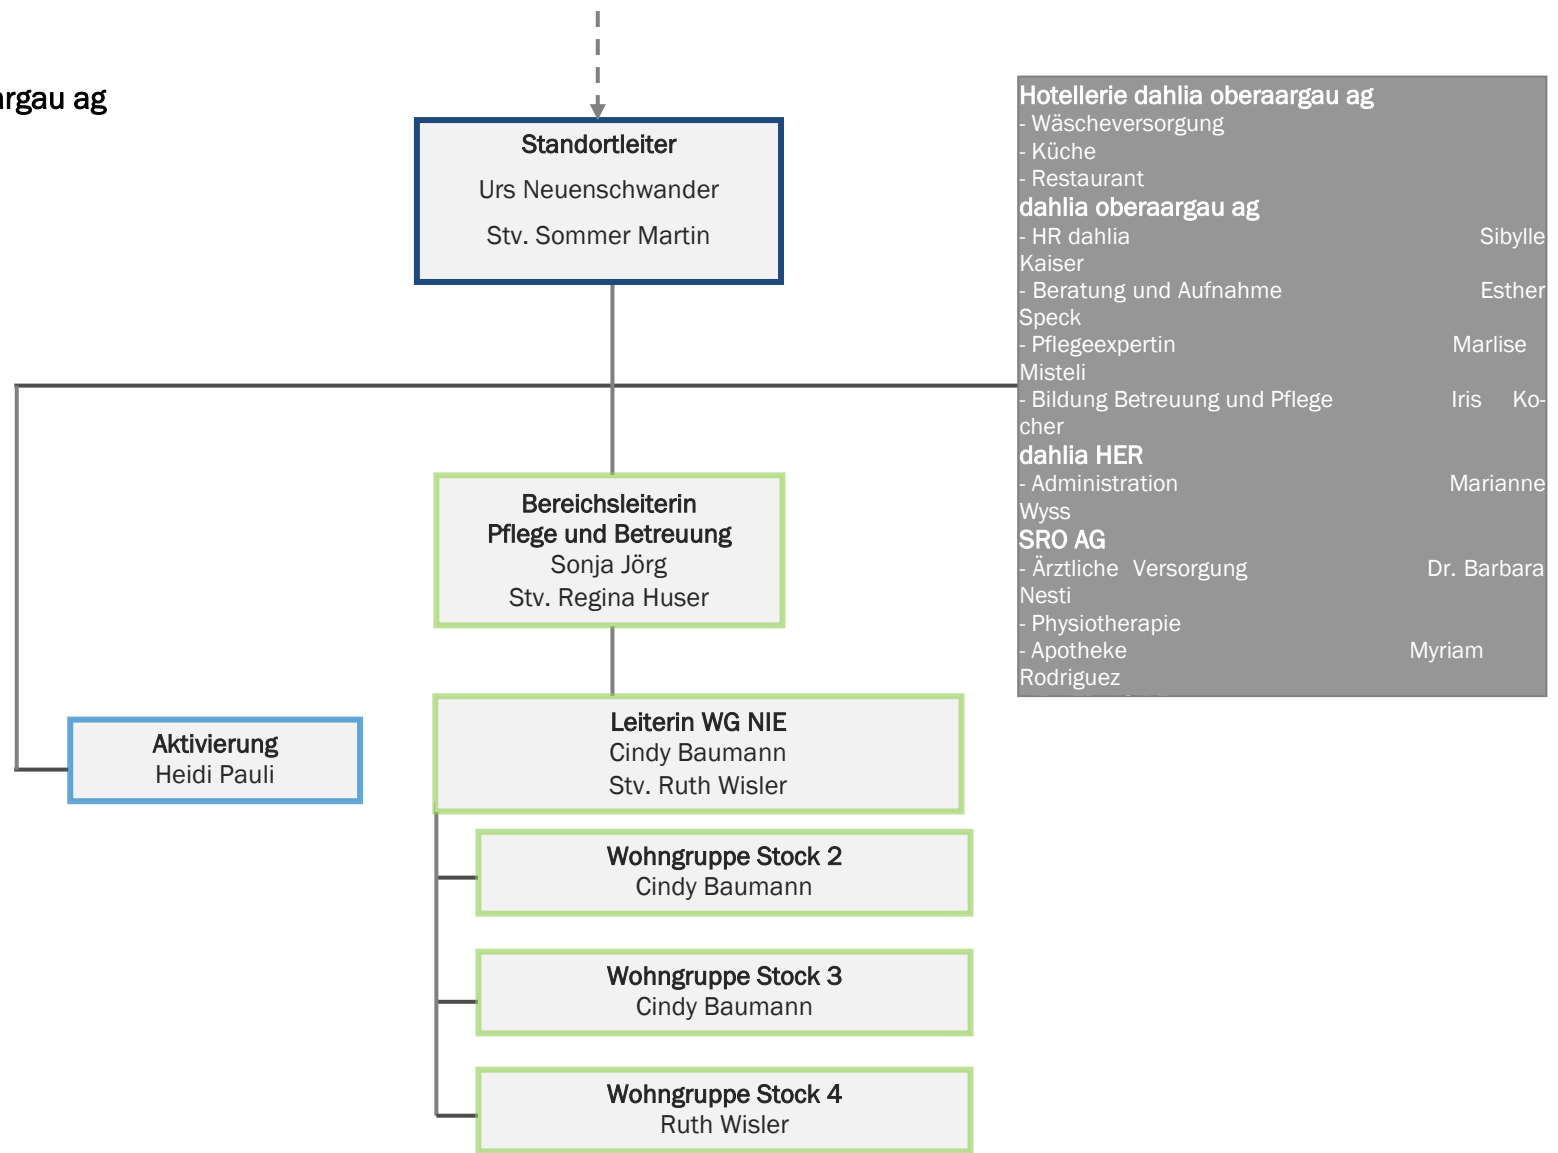 argau ag
Standortleiter
Urs Neuenschwander
Stv. Sommer Martin
Hotellerie dahlia oberaargau ag
- Wäscheversorgung
- Küche
- Restaurant
dahlia oberaargau ag
- HR dahlia Sibylle
Kaiser
- Beratung und Aufnahme Esther
Speck
- Pflegeexpertin Marlise
Misteli
- Bildung Betreuung und Pflege Iris Ko-
cher
dahlia HER
- Administration Marianne
Wyss
SRO AG
- Ärztliche Versorgung Dr. Barbara
Nesti
- Physiotherapie
- Apotheke Myriam
Rodriguez
Bereichsleiterin
Pflege und Betreuung
Sonja Jörg
Stv. Regina Huser
Aktivierung
Heidi Pauli
Leiterin WG NIE
Cindy Baumann
Stv. Ruth Wisler
Wohngruppe Stock 2
Cindy Baumann
Wohngruppe Stock 3
Cindy Baumann
Wohngruppe Stock 4
Ruth Wisler